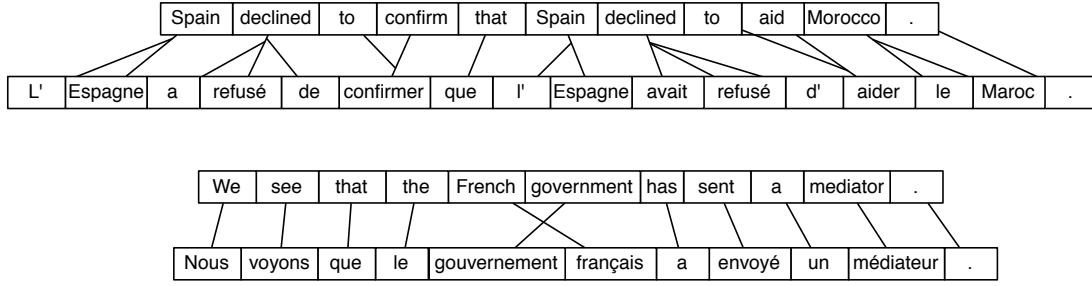 Spain declined to confirm that Spain declined to aid Morocco .
L' Espagne a refusé de confirmer que l' Espagne avait refusé d' aider le Maroc .
We see that the French government has sent a mediator .
Nous voyons que le gouvernement français a envoyé un médiateur .